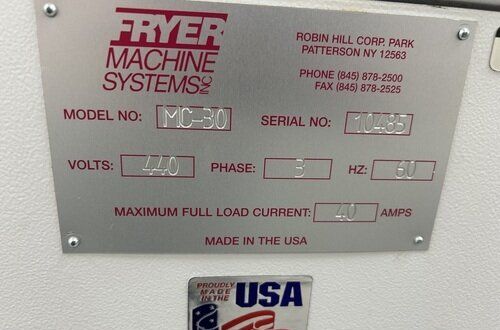 FRYER
MACHINE
SYSTEMS INC
ROBIN HILL CORP. PARK
PATTERSON NY 12563
PHONE (845) 878-2500
FAX (845) 878-2525
MODEL NO: MC-30 SERIAL NO: 10485
VOLTS: 440 PHASE: 3 HZ: 60
MAXIMUM FULL LOAD CURRENT: 40 AMPS
MADE IN THE USA
PROUDLY
MADE
IN THE
USA